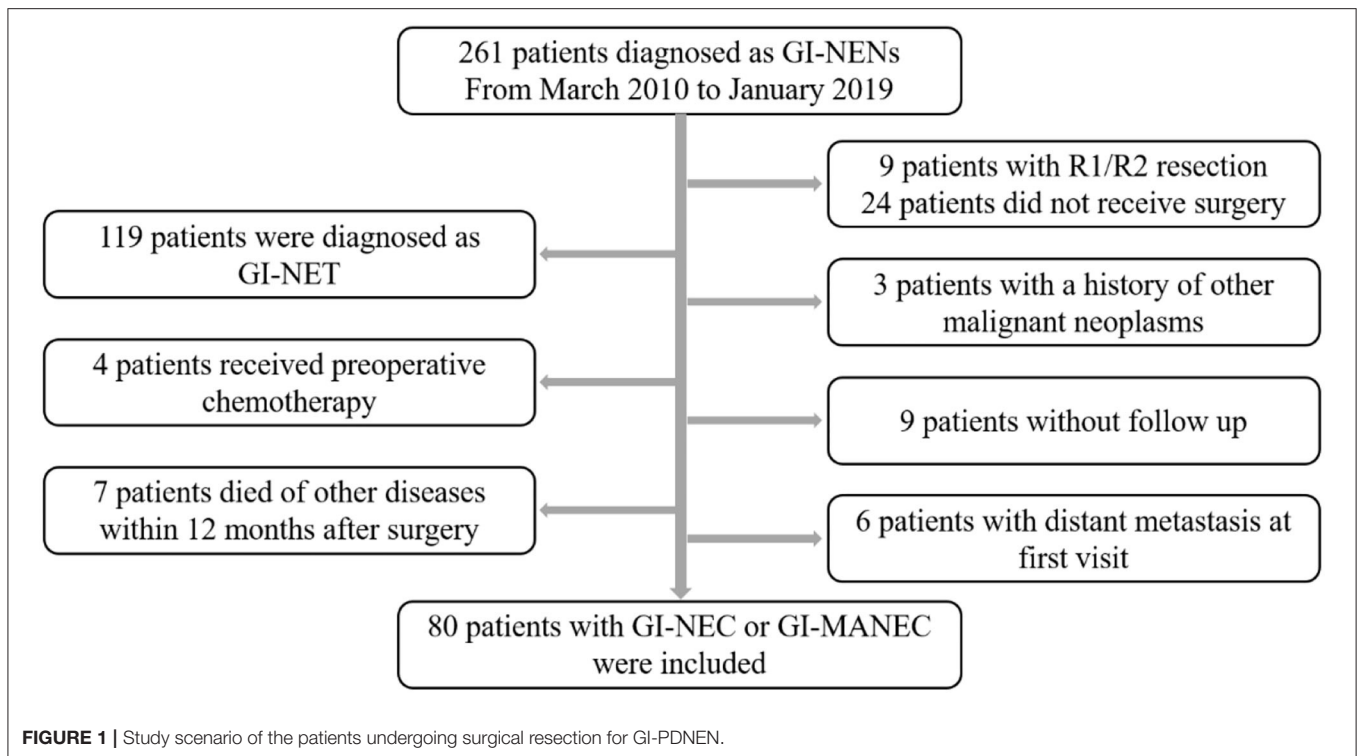 261 patients diagnosed as GI-NENs
From March 2010 to January 2019
9 patients with R1/R2 resection
24 patients did not receive surgery
119 patients were diagnosed as
GI-NET
3 patients with a history of other
malignant neoplasms
4 patients received preoperative
chemotherapy
9 patients without follow up
7 patients died of other diseases
within 12 months after surgery
6 patients with distant metastasis at
first visit
80 patients with GI-NEC or GI-MANEC
were included
FIGURE 1 | Study scenario of the patients undergoing surgical resection for GI-PDNEN.